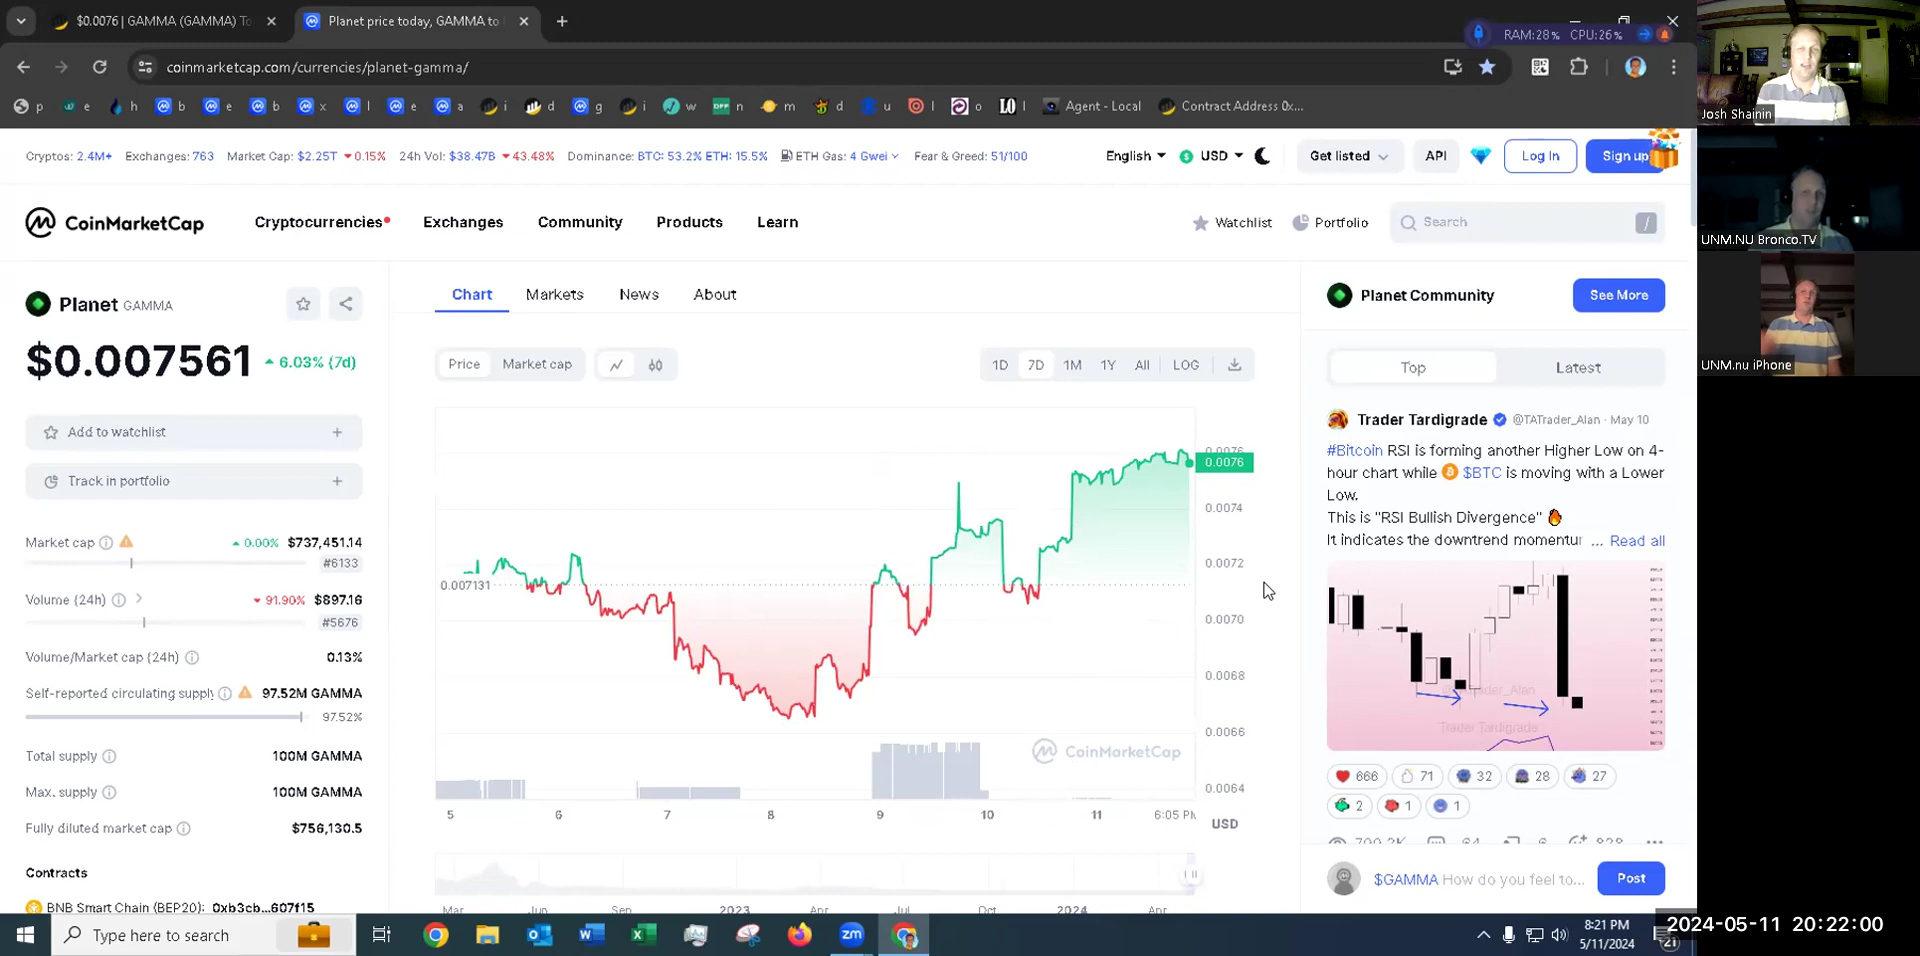 $0.0076 | GAMMA (GAMMA) To
Planet price today, GAMMA to
RAM:28% CPU:26%
coinmarketcap.com/currencies/planet-gamma/
p e h b e b x l e a i d g i w n m d u l o l Agent - Local Contract Address 0x...
Cryptos: 2.4M+ Exchanges: 763 Market Cap: $2.25T 0.15% 24h Vol: $38.47B 43.48% Dominance: BTC: 53.2% ETH: 15.5% ETH Gas: 4 Gwei Fear & Greed: 51/100
English USD Get listed API Log In Sign up
CoinMarketCap
Cryptocurrencies Exchanges Community Products Learn
Watchlist Portfolio Search /
Planet GAMMA
$0.007561 6.03% (7d)
Add to watchlist +
Track in portfolio +
Market cap 0.00% $737,451.14
#6133
Volume (24h) 91.90% $897.16
#5676
Volume/Market cap (24h) 0.13%
Self-reported circulating supply 97.52M GAMMA
97.52%
Total supply 100M GAMMA
Max. supply 100M GAMMA
Fully diluted market cap $756,130.5
Contracts
BNB Smart Chain (BEP20): 0xb3cb...607f15
Chart Markets News About
Price Market cap
1D 7D 1M 1Y All LOG
0.0076
0.0076
0.0074
0.0072
0.007131
0.0070
0.0068
0.0066
0.0064
CoinMarketCap
5 6 7 8 9 10 11 6:05 PM
USD
Mar Jun Sep 2023 Apr Jul Oct 2024 Apr
Planet Community See More
Top Latest
Trader Tardigrade @TATrader_Alan · May 10
#Bitcoin RSI is forming another Higher Low on 4-
hour chart while $BTC is moving with a Lower
Low.
This is "RSI Bullish Divergence"
It indicates the downtrend momentur ... Read all
Trader Tardigrade
666 71 32 28 27
2 1 1
$GAMMA How do you feel to... Post
Josh Shainin
UNM.NU Bronco.TV
UNM.nu iPhone
Type here to search
zm
8:21 PM
5/11/2024
21
2024-05-11 20:22:00